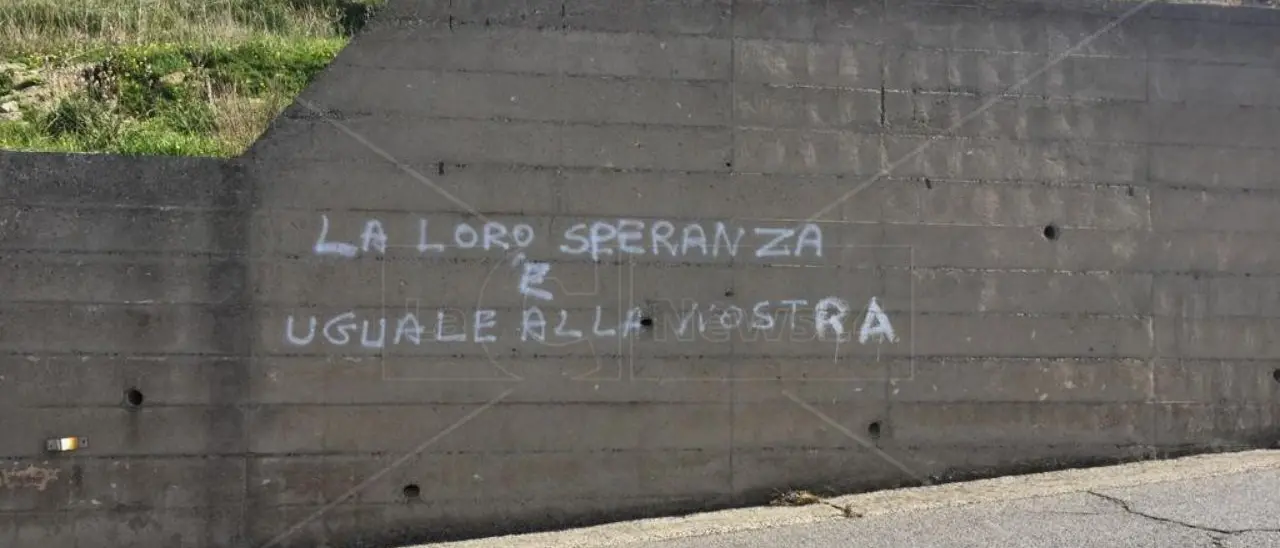 LA LORO SPERANZA
È
UGUALE ALLA NOSTRA